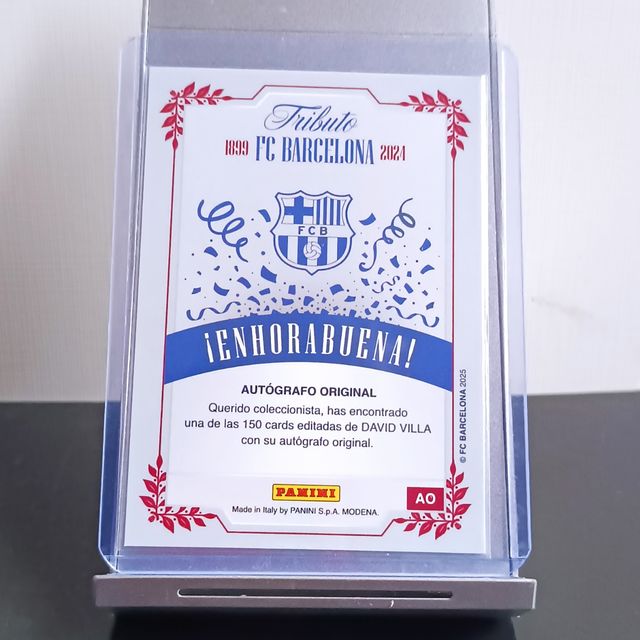 Tributo
1899 FC BARCELONA 2024
FCB
¡ENHORABUENA!
AUTÓGRAFO ORIGINAL
Querido coleccionista, has encontrado
una de las 150 cards editadas de DAVID VILLA
con su autógrafo original.
© FC BARCELONA 2025
PANINI
AO
Made in Italy by PANINI S.p.A. MODENA.